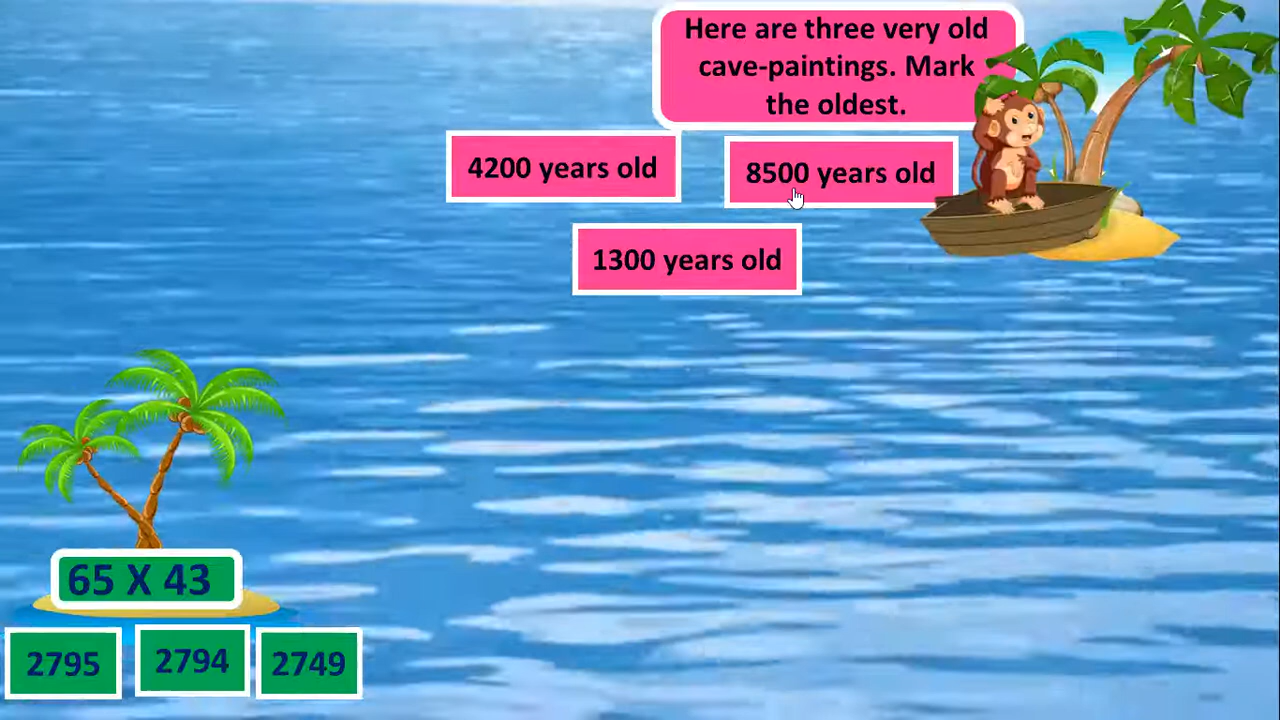 Here are three very old
cave-paintings. Mark
the oldest.
4200 years old
8500 years old
1300 years old
65 X 43
2795
2794
2749